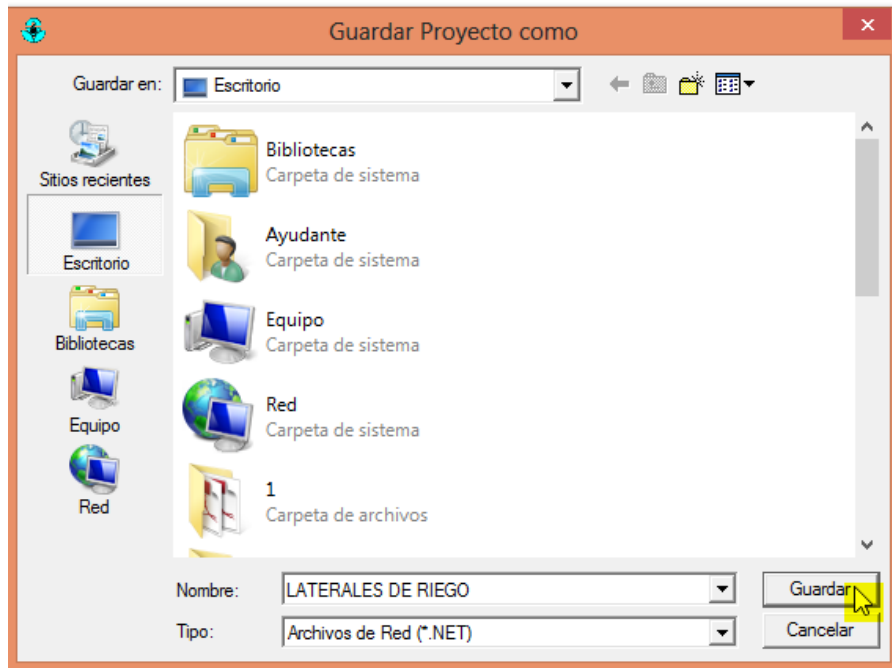 Guardar Proyecto como
Guardar en:
Escritorio
Sitios recientes
Escritorio
Bibliotecas
Equipo
Red
Bibliotecas
Carpeta de sistema
Ayudante
Carpeta de sistema
Equipo
Carpeta de sistema
Red
Carpeta de sistema
1
Carpeta de archivos
Nombre:
LATERALES DE RIEGO
Guardar
Tipo:
Archivos de Red (*.NET)
Cancelar